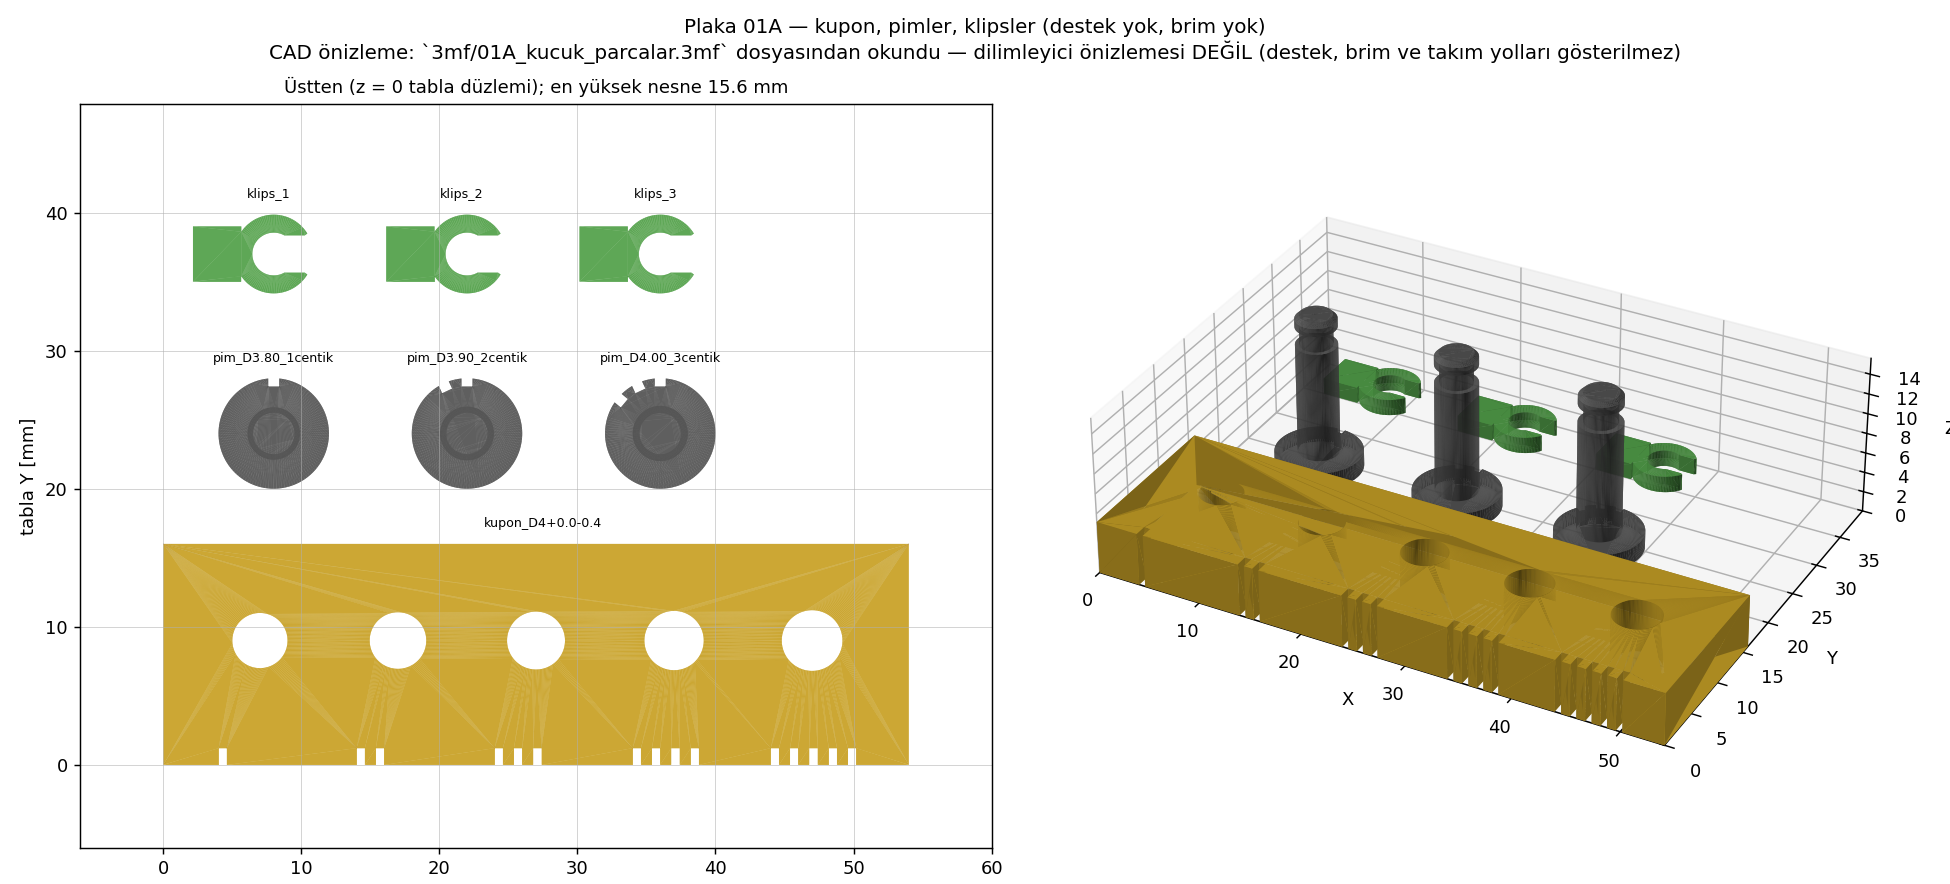 Plaka 01A — kupon, pimler, klipsler (destek yok, brim yok)
CAD önizleme: `3mf/01A_kucuk_parcalar.3mf` dosyasından okundu — dilimleyici önizlemesi DEĞİL (destek, brim ve takım yolları gösterilmez)
Üstten (z = 0 tabla düzlemi); en yüksek nesne 15.6 mm
klips_1 klips_2 klips_3
pim_D3.80_1centik pim_D3.90_2centik pim_D4.00_3centik
kupon_D4+0.0-0.4
tabla Y [mm]
40
30
20
10
0
0 10 20 30 40 50 60
14
12
10
8
6
4
2
0
Z
35
30
25
20
15
10
5
0
Y
0
10
20
30
40
50
X